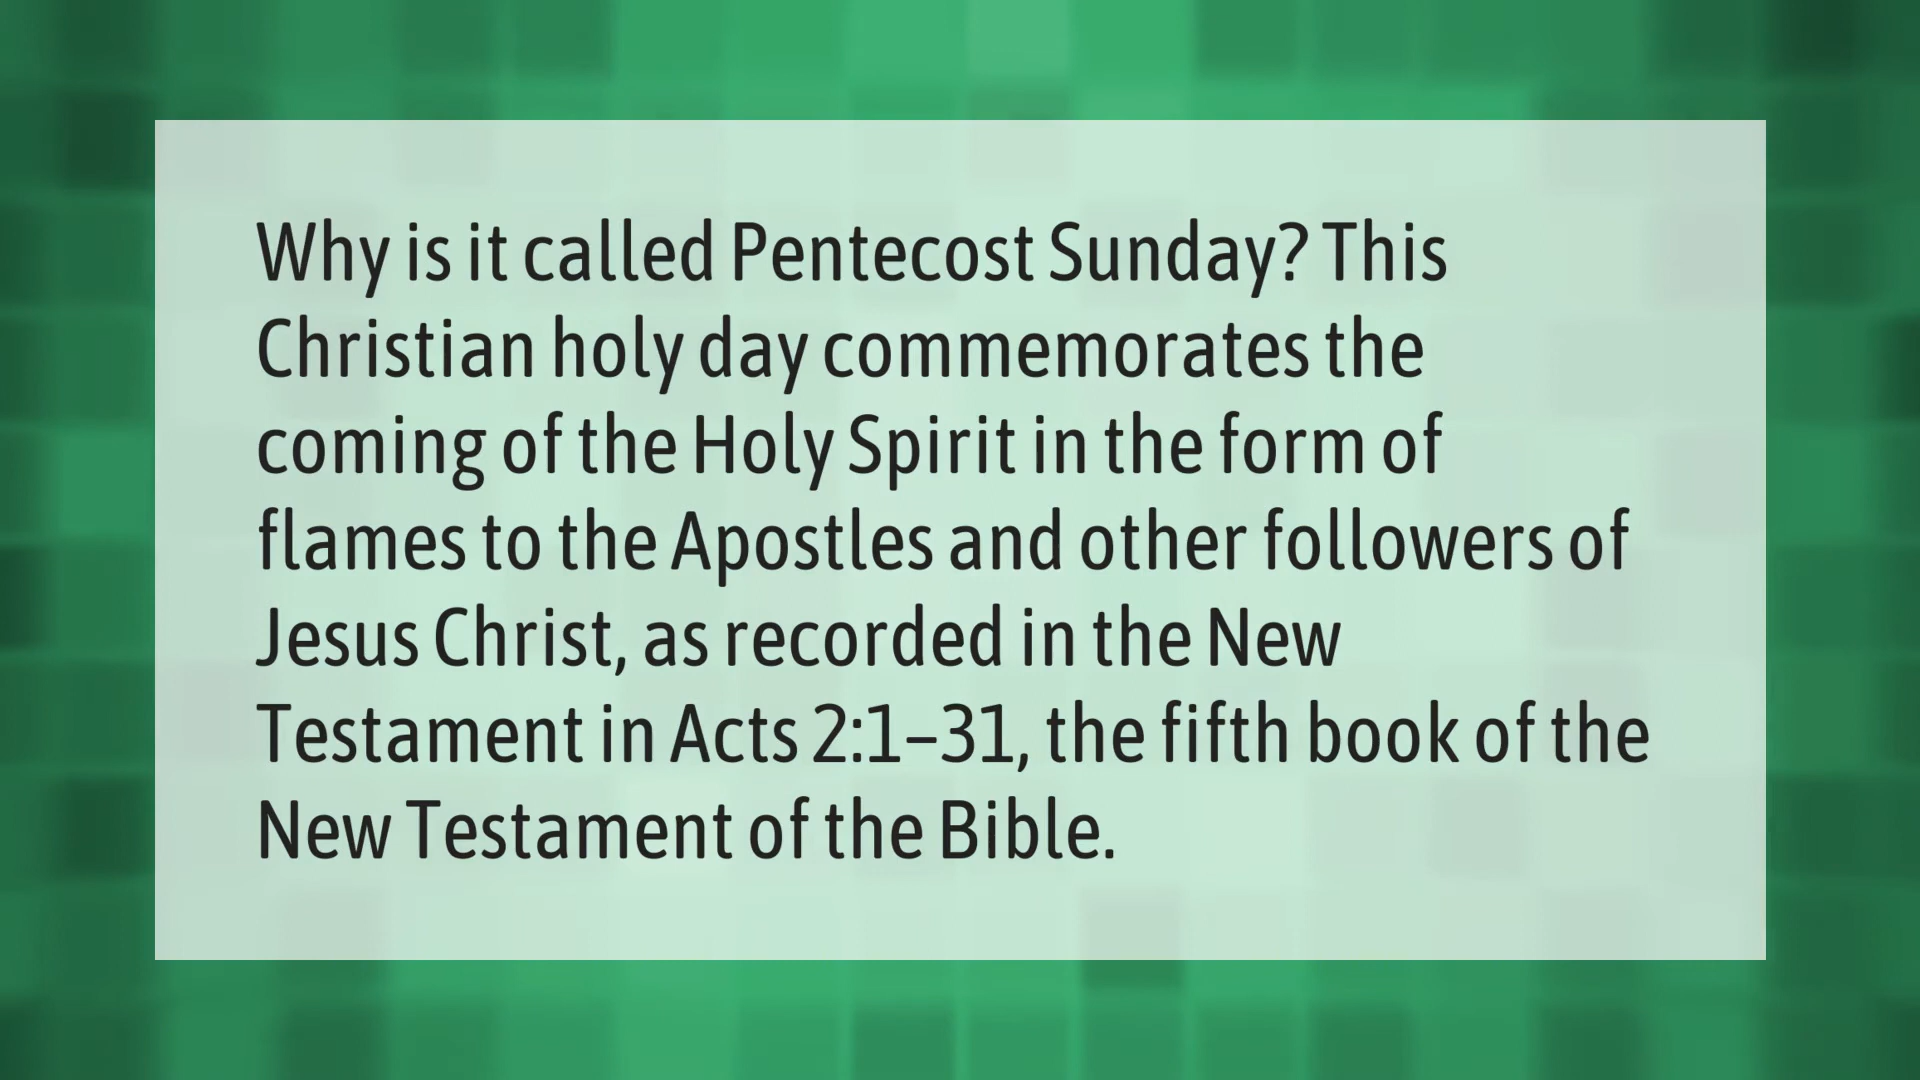 Why is it called Pentecost Sunday? This
Christian holy day commemorates the
coming of the Holy Spirit in the form of
flames to the Apostles and other followers of
Jesus Christ, as recorded in the New
Testament in Acts 2:1–31, the fifth book of the
New Testament of the Bible.